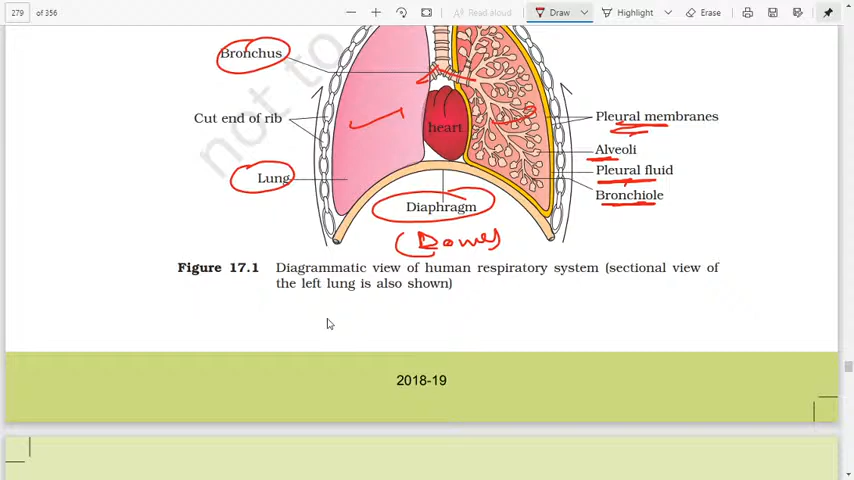 279 of 356
Read aloud
Draw
Highlight
Erase
not to
Bronchus
Cut end of rib
Lung
heart
Diaphragm
Pleural membranes
Alveoli
Pleural fluid
Bronchiole
Figure 17.1 Diagrammatic view of human respiratory system (sectional view of
the left lung is also shown)
2018-19